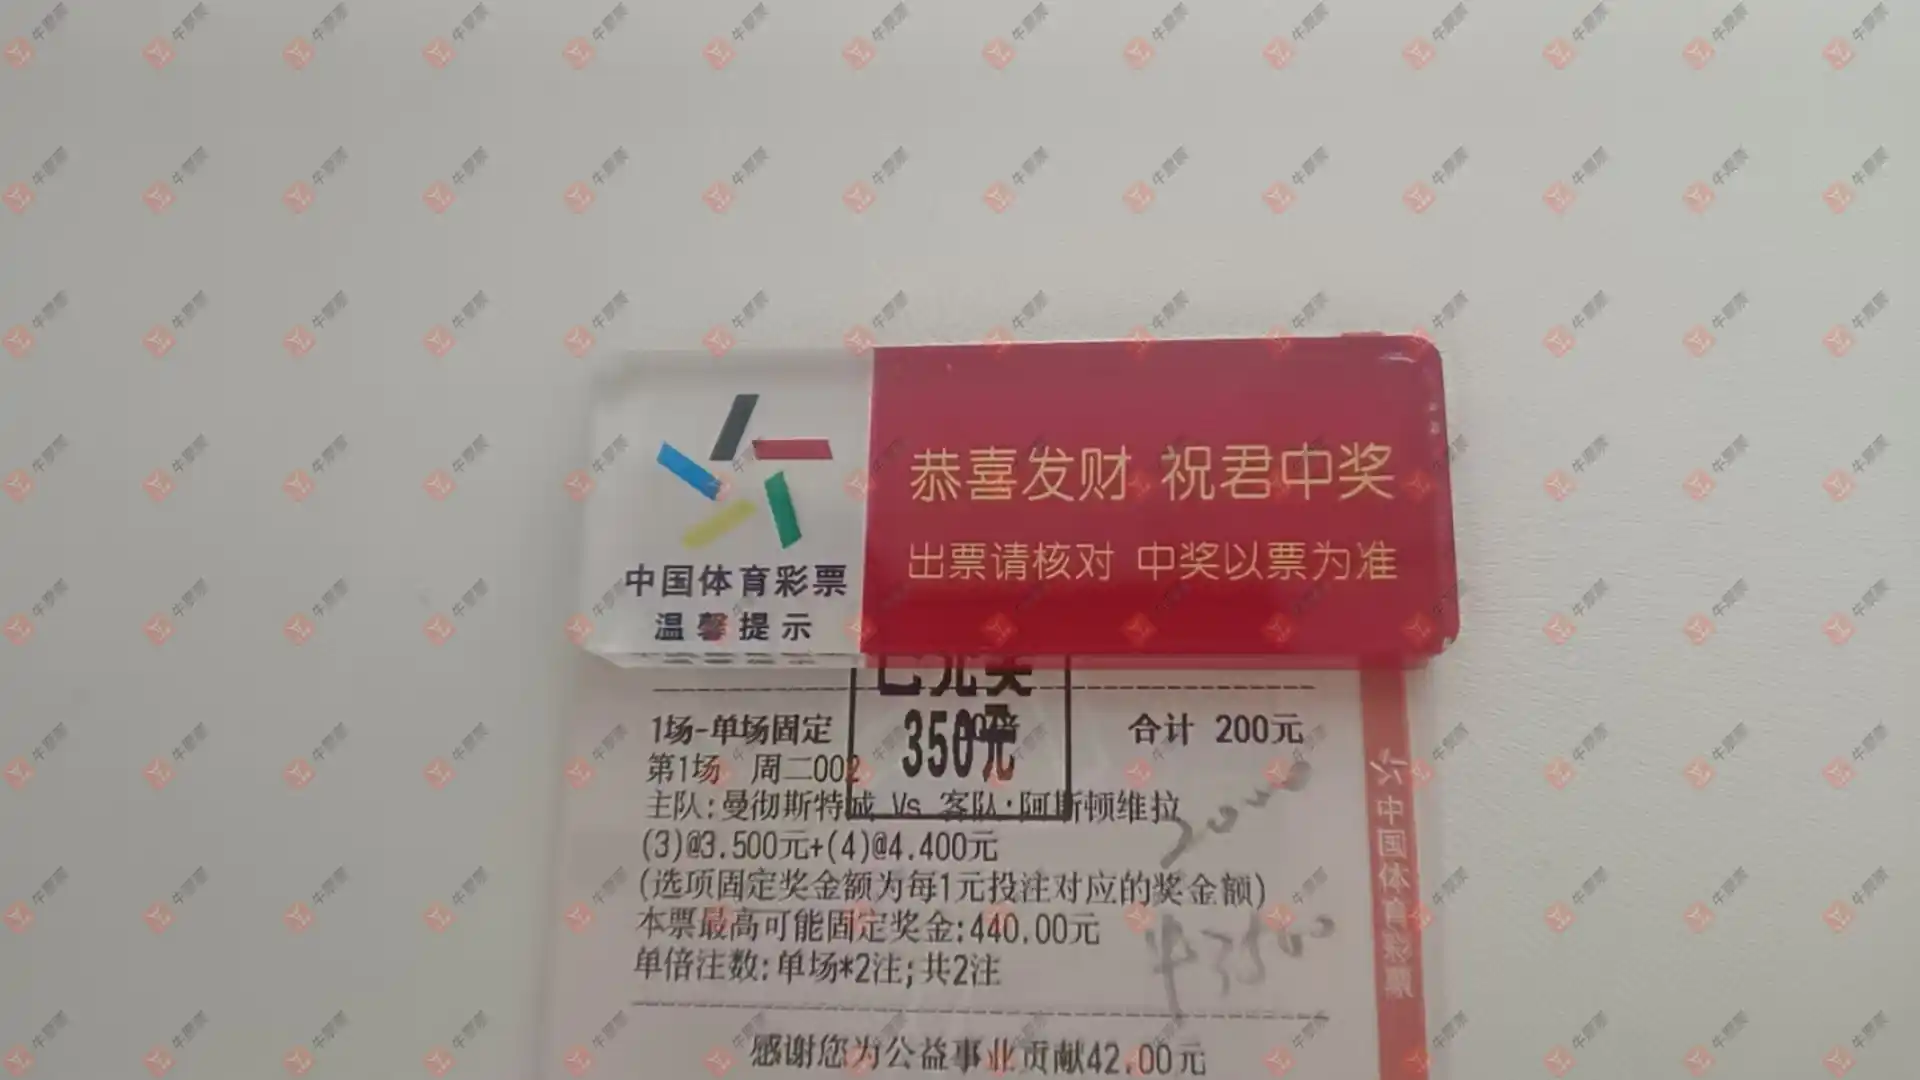 恭喜发财 祝君中奖
出票请核对 中奖以票为准
中国体育彩票
温馨提示
已兑奖
350元
1场-单场固定
合计 200元
第1场 周二002
主队:曼彻斯特城 Vs 客队:阿斯顿维拉
(3)@3.500元+(4)@4.400元
(选项固定奖金额为每1元投注对应的奖金额)
本票最高可能固定奖金:440.00元
单倍注数:单场*2注;共2注
感谢您为公益事业贡献42.00元
中国体育彩票
牛票票